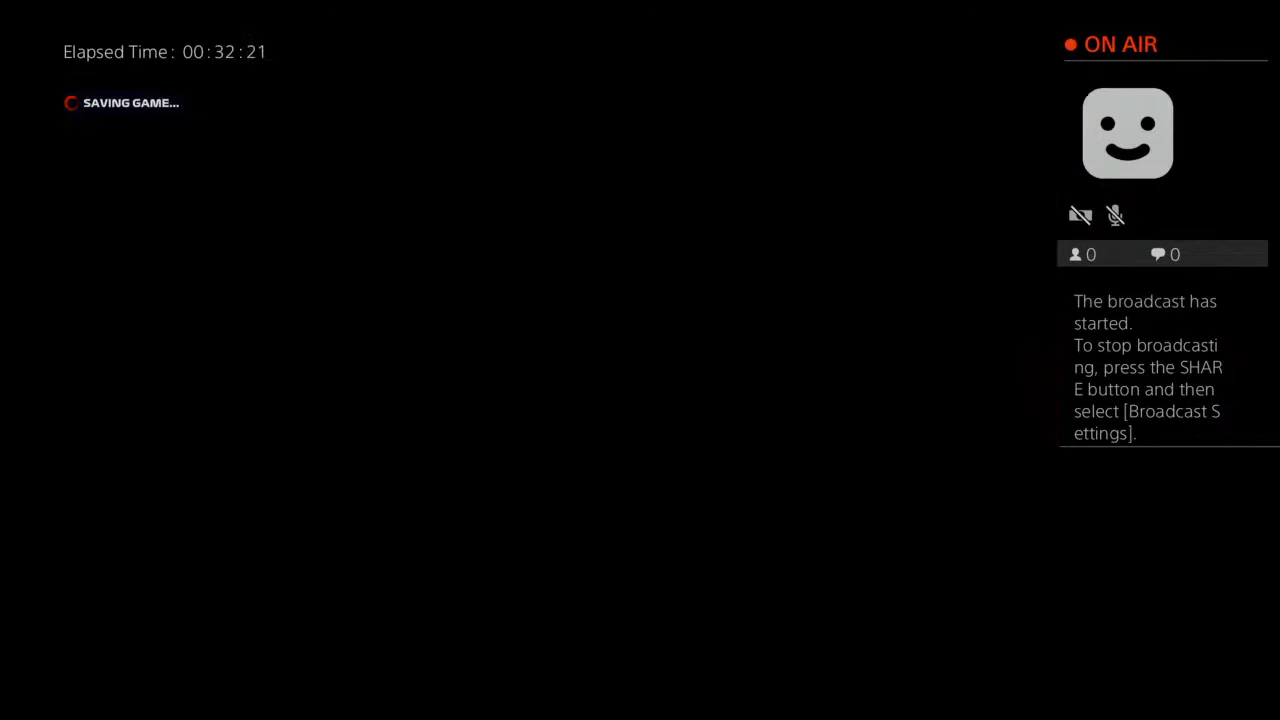 Elapsed Time: 00:32:21
SAVING GAME...
ON AIR
0 0
The broadcast has
started.
To stop broadcasti
ng, press the SHAR
E button and then
select [Broadcast S
ettings].